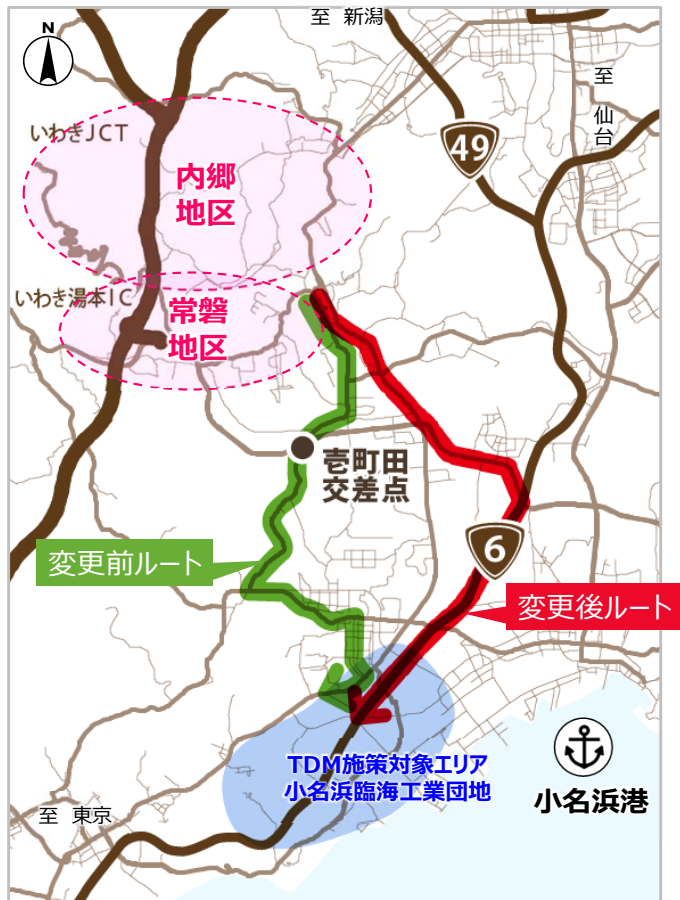 至 新潟
N
至
仙台
49
いわきJCT
内郷
地区
いわき湯本IC
常磐
地区
壱町田
交差点
6
変更前ルート
変更後ルート
TDM施策対象エリア
小名浜臨海工業団地
小名浜港
至 東京